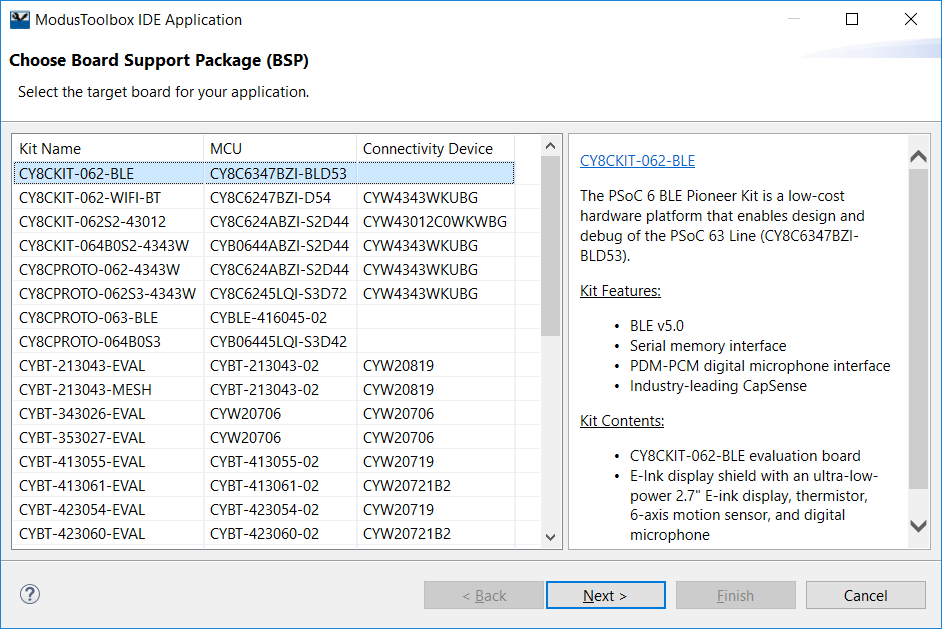 ModusToolbox IDE Application
Choose Board Support Package (BSP)
Select the target board for your application.
Kit Name MCU Connectivity Device
CY8CKIT-062-BLE CY8C6347BZI-BLD53
CY8CKIT-062-WIFI-BT CY8C6247BZI-D54 CYW4343WKUBG
CY8CKIT-062S2-43012 CY8C624ABZI-S2D44 CYW43012C0WKWBG
CY8CKIT-064B0S2-4343W CYB0644ABZI-S2D44 CYW4343WKUBG
CY8CPROTO-062-4343W CY8C624ABZI-S2D44 CYW4343WKUBG
CY8CPROTO-062S3-4343W CY8C6245LQI-S3D72 CYW4343WKUBG
CY8CPROTO-063-BLE CYBLE-416045-02
CY8CPROTO-064B0S3 CYB06445LQI-S3D42
CYBT-213043-EVAL CYBT-213043-02 CYW20819
CYBT-213043-MESH CYBT-213043-02 CYW20819
CYBT-343026-EVAL CYW20706 CYW20706
CYBT-353027-EVAL CYW20706 CYW20706
CYBT-413055-EVAL CYBT-413055-02 CYW20719
CYBT-413061-EVAL CYBT-413061-02 CYW20721B2
CYBT-423054-EVAL CYBT-423054-02 CYW20719
CYBT-423060-EVAL CYBT-423060-02 CYW20721B2
CY8CKIT-062-BLE
The PSoC 6 BLE Pioneer Kit is a low-cost
hardware platform that enables design and
debug of the PSoC 63 Line (CY8C6347BZI-
BLD53).
Kit Features:
• BLE v5.0
• Serial memory interface
• PDM-PCM digital microphone interface
• Industry-leading CapSense
Kit Contents:
• CY8CKIT-062-BLE evaluation board
• E-Ink display shield with an ultra-low-
power 2.7" E-ink display, thermistor,
6-axis motion sensor, and digital
microphone
? < Back Next > Finish Cancel